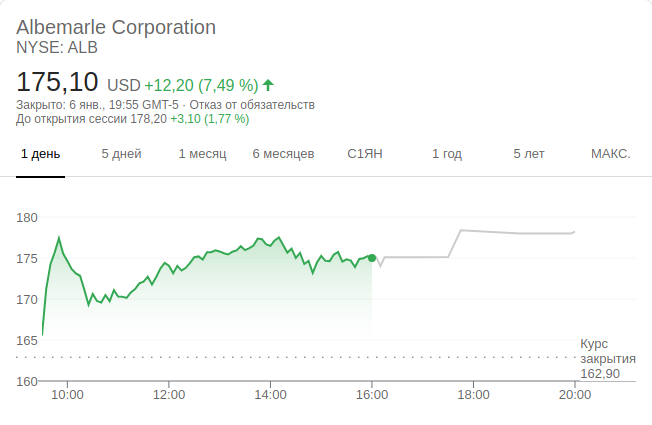 Albemarle Corporation
NYSE: ALB
175,10 USD +12,20 (7,49 %)
Закрыто: 6 янв., 19:55 GMT-5 · Отказ от обязательств
До открытия сессии 178,20 +3,10 (1,77 %)
1 день 5 дней 1 месяц 6 месяцев С1ЯН 1 год 5 лет МАКС.
180
175
170
165
Курс
закрытия
162,90
160
10:00 12:00 14:00 16:00 18:00 20:00